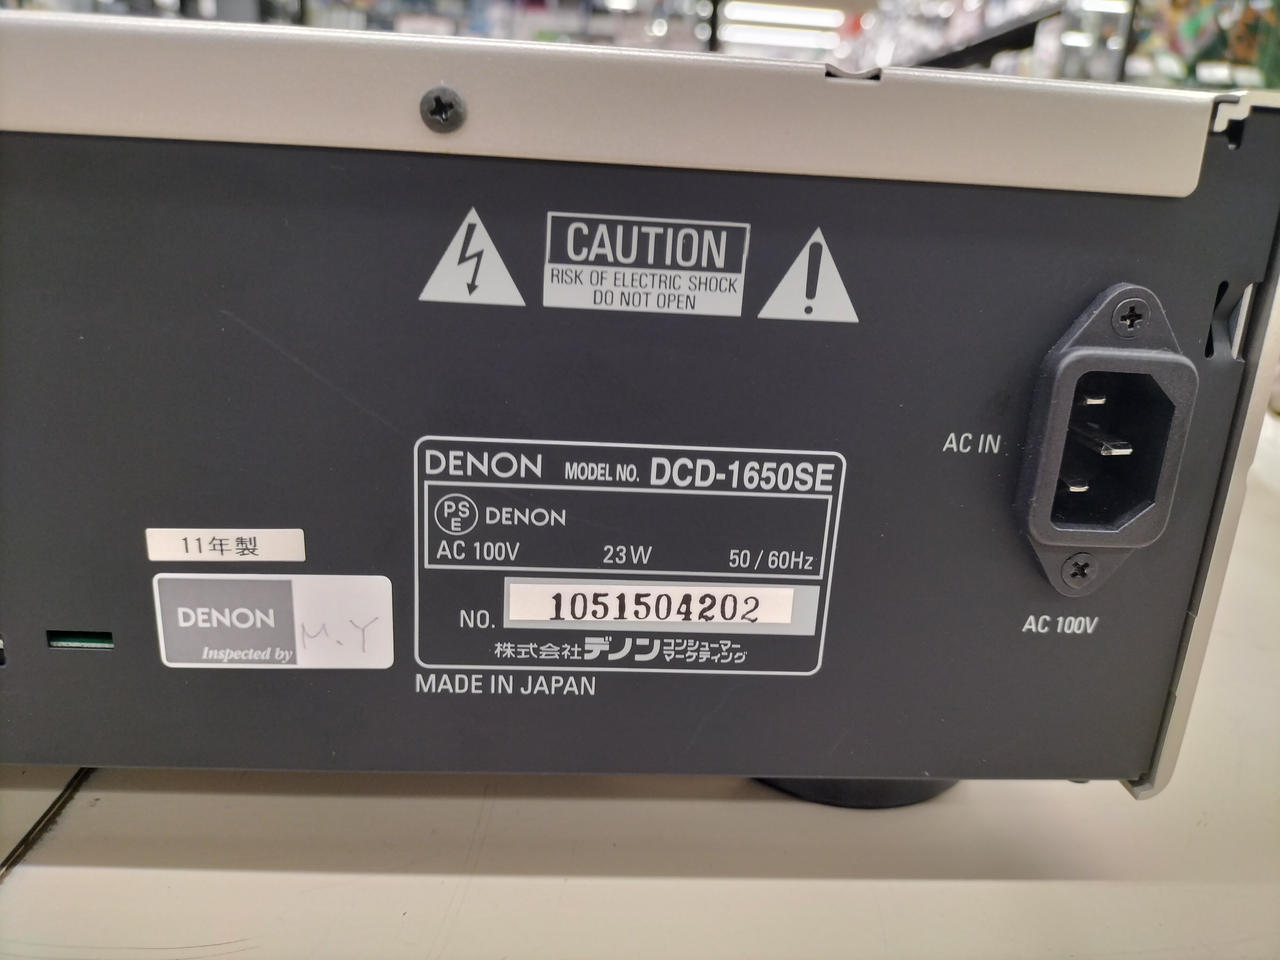 CAUTION
RISK OF ELECTRIC SHOCK
DO NOT OPEN
AC IN
AC 100V
DENON MODEL NO. DCD-1650SE
PS
E
DENON
AC 100V 23W 50/60Hz
NO. 1051504202
株式会社デノン コンシューマー
マーケティング
MADE IN JAPAN
11年製
DENON
Inspected by M.Y